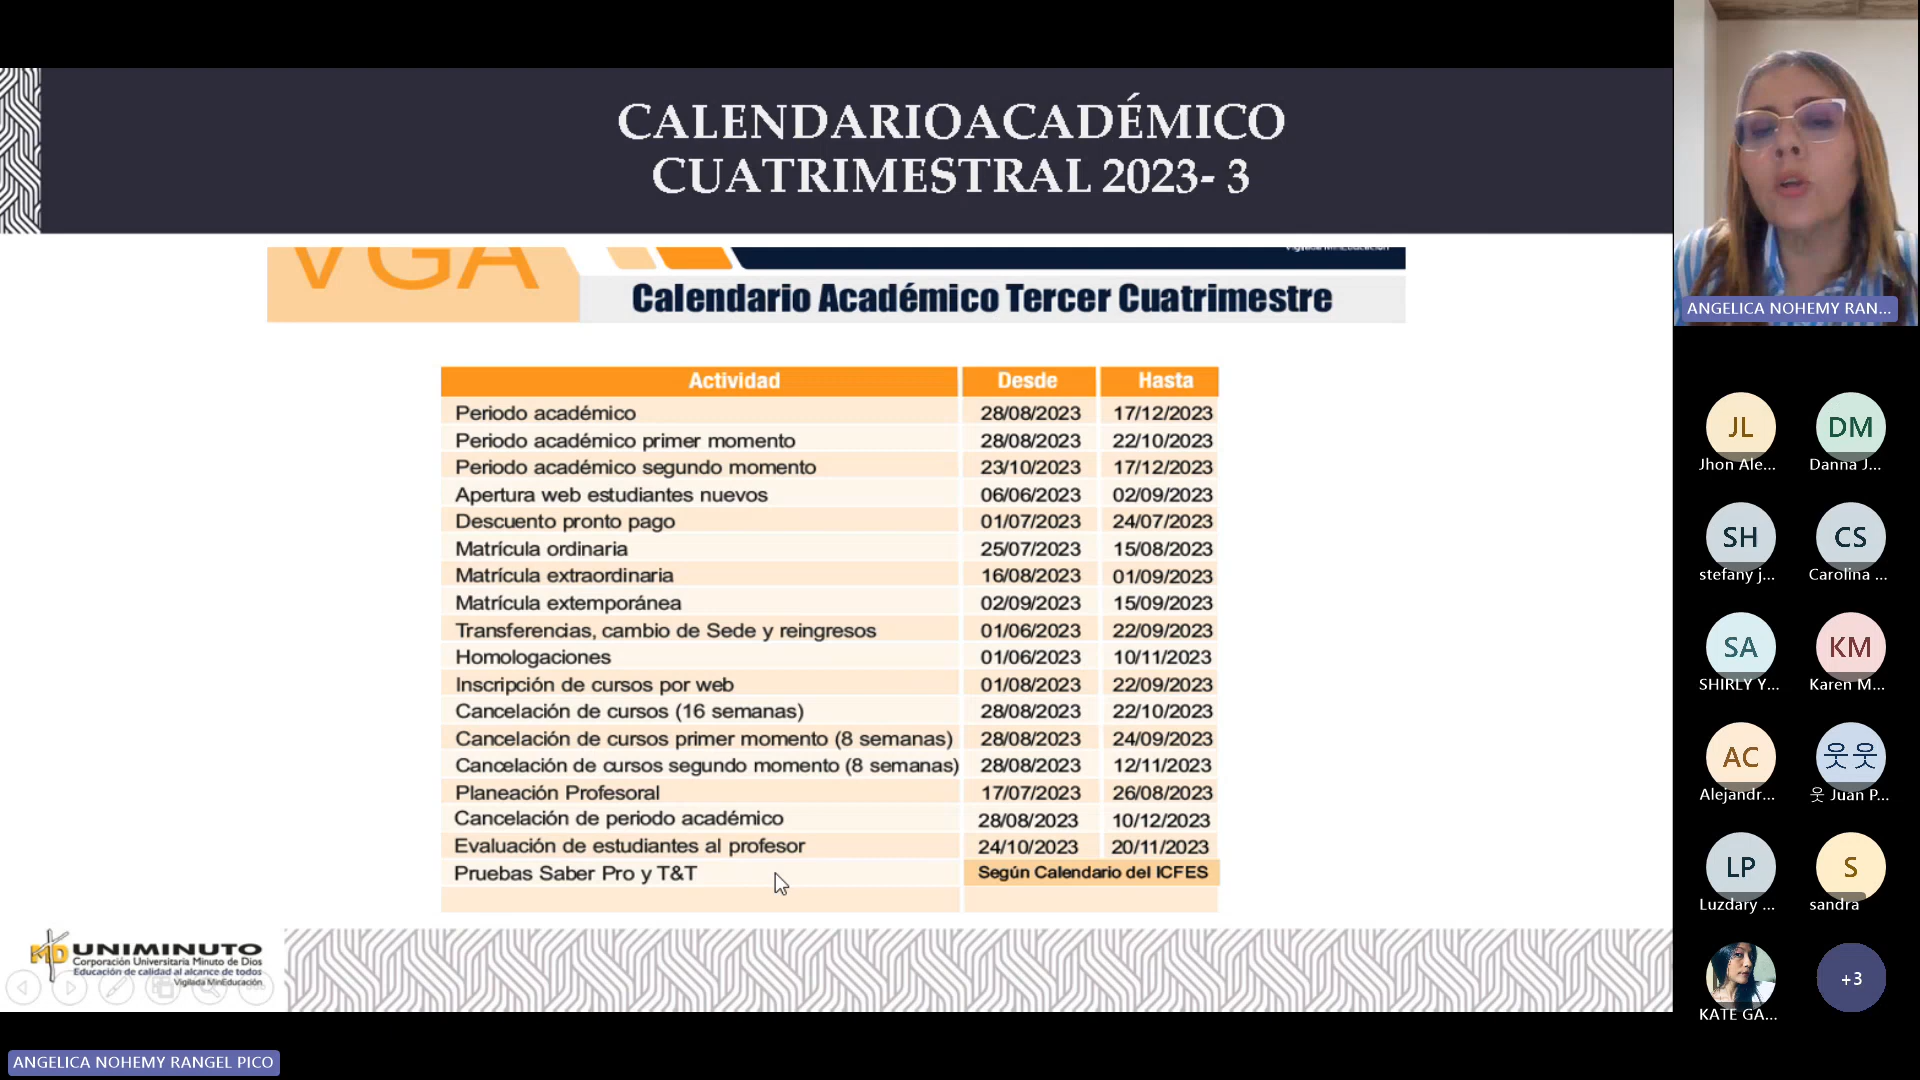 CALENDARIOACADÉMICO
CUATRIMESTRAL 2023- 3
VGA
Vigilada MinEducación
Calendario Académico Tercer Cuatrimestre
Actividad Desde Hasta
Periodo académico 28/08/2023 17/12/2023
Periodo académico primer momento 28/08/2023 22/10/2023
Periodo académico segundo momento 23/10/2023 17/12/2023
Apertura web estudiantes nuevos 06/06/2023 02/09/2023
Descuento pronto pago 01/07/2023 24/07/2023
Matrícula ordinaria 25/07/2023 15/08/2023
Matrícula extraordinaria 16/08/2023 01/09/2023
Matrícula extemporánea 02/09/2023 15/09/2023
Transferencias, cambio de Sede y reingresos 01/06/2023 22/09/2023
Homologaciones 01/06/2023 10/11/2023
Inscripción de cursos por web 01/08/2023 22/09/2023
Cancelación de cursos (16 semanas) 28/08/2023 22/10/2023
Cancelación de cursos primer momento (8 semanas) 28/08/2023 24/09/2023
Cancelación de cursos segundo momento (8 semanas) 28/08/2023 12/11/2023
Planeación Profesoral 17/07/2023 26/08/2023
Cancelación de periodo académico 28/08/2023 10/12/2023
Evaluación de estudiantes al profesor 24/10/2023 20/11/2023
Pruebas Saber Pro y T&T Según Calendario del ICFES
UNIMINUTO
Corporación Universitaria Minuto de Dios
Educación de calidad al alcance de todos
Vigilada MinEducación
ANGELICA NOHEMY RANGEL PICO
ANGELICA NOHEMY RAN...
JL DM
Jhon Ale... Danna J...
SH CS
stefany j... Carolina ...
SA KM
SHIRLY Y... Karen M...
AC 웃웃
Alejandr... 웃 Juan P...
LP S
Luzdary ... sandra
+3
KATE GA...